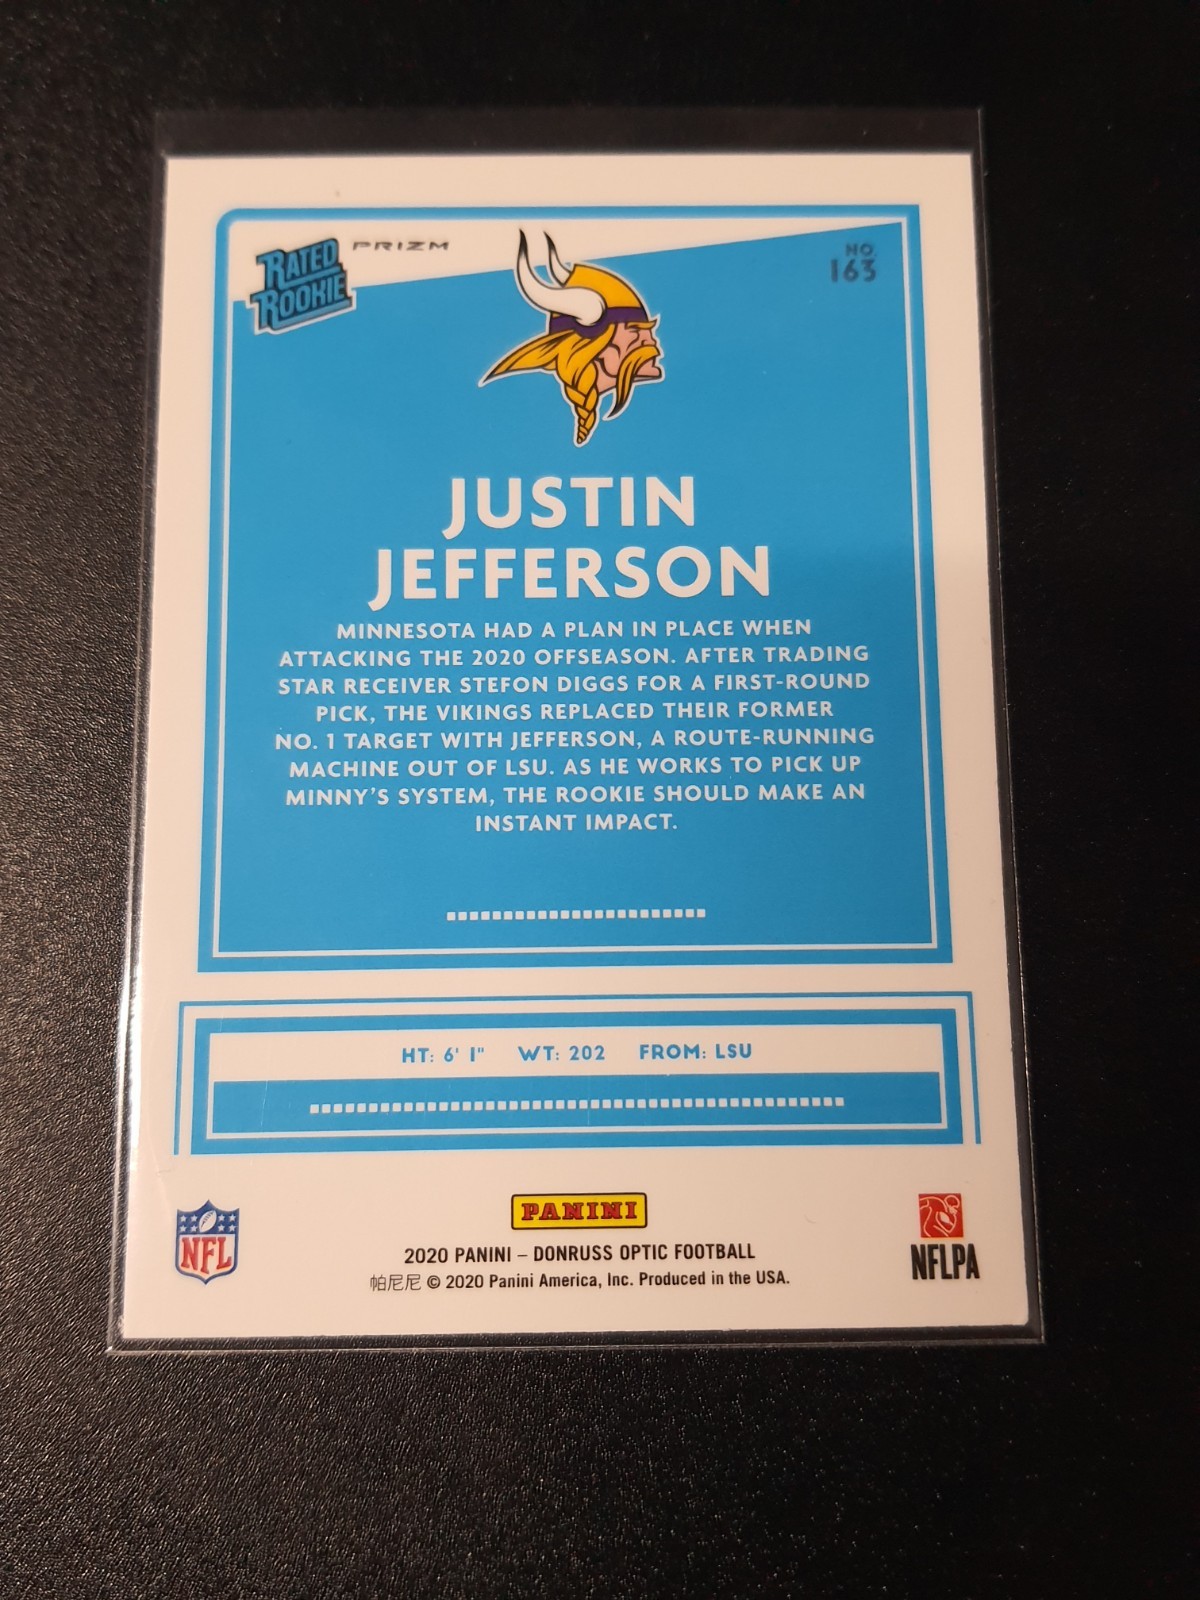 RATED
ROOKIE
PRIZM
NO.
163
JUSTIN
JEFFERSON
MINNESOTA HAD A PLAN IN PLACE WHEN
ATTACKING THE 2020 OFFSEASON. AFTER TRADING
STAR RECEIVER STEFON DIGGS FOR A FIRST-ROUND
PICK, THE VIKINGS REPLACED THEIR FORMER
NO. 1 TARGET WITH JEFFERSON, A ROUTE-RUNNING
MACHINE OUT OF LSU. AS HE WORKS TO PICK UP
MINNY'S SYSTEM, THE ROOKIE SHOULD MAKE AN
INSTANT IMPACT.
HT: 6' 1" WT: 202 FROM: LSU
NFL
PANINI
NFLPA
2020 PANINI – DONRUSS OPTIC FOOTBALL
帕尼尼 © 2020 Panini America, Inc. Produced in the USA.